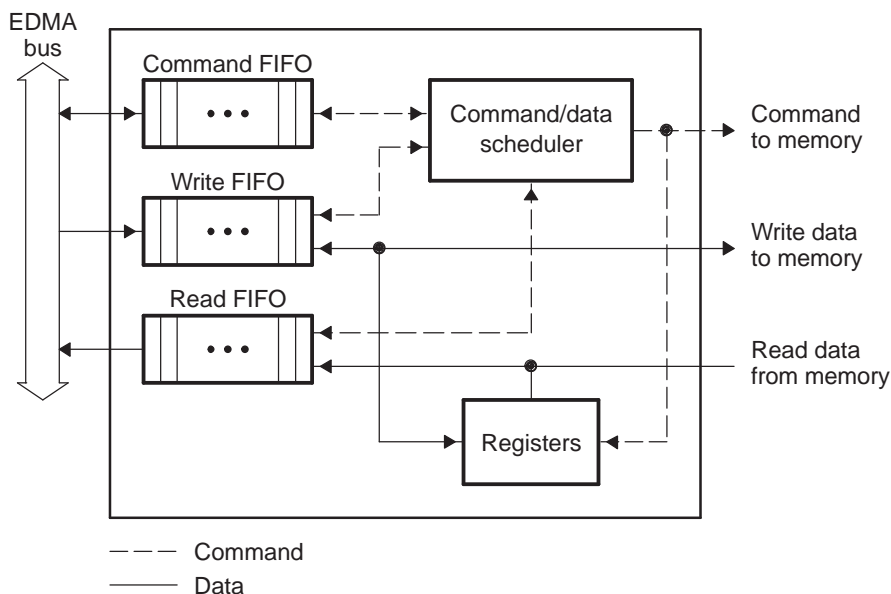 EDMA
bus
Command FIFO
Command/data
scheduler
Command
to memory
Write FIFO
Write data
to memory
Read FIFO
Read data
from memory
Registers
Command
Data